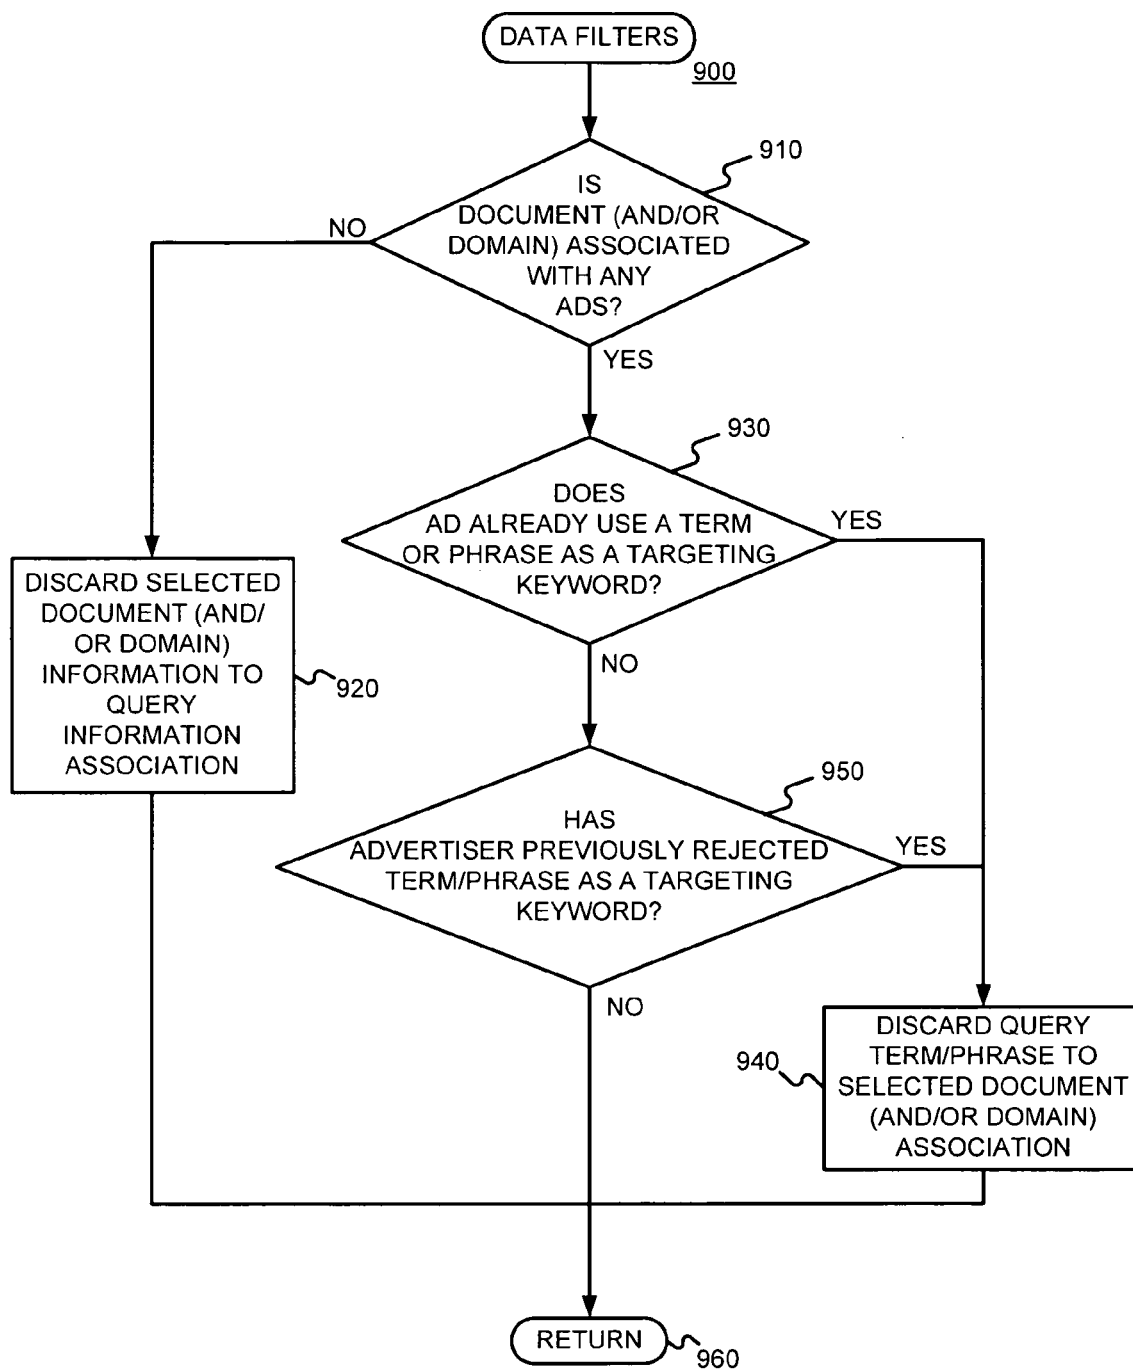 DATA FILTERS
900
910
IS
DOCUMENT (AND/OR
DOMAIN) ASSOCIATED
WITH ANY
ADS?
NO
YES
930
DOES
AD ALREADY USE A TERM
OR PHRASE AS A TARGETING
KEYWORD?
YES
NO
DISCARD SELECTED
DOCUMENT (AND/
OR DOMAIN)
INFORMATION TO
QUERY
INFORMATION
ASSOCIATION
920
950
HAS
ADVERTISER PREVIOUSLY REJECTED
TERM/PHRASE AS A TARGETING
KEYWORD?
YES
NO
940
DISCARD QUERY
TERM/PHRASE TO
SELECTED DOCUMENT
(AND/OR DOMAIN)
ASSOCIATION
RETURN
960